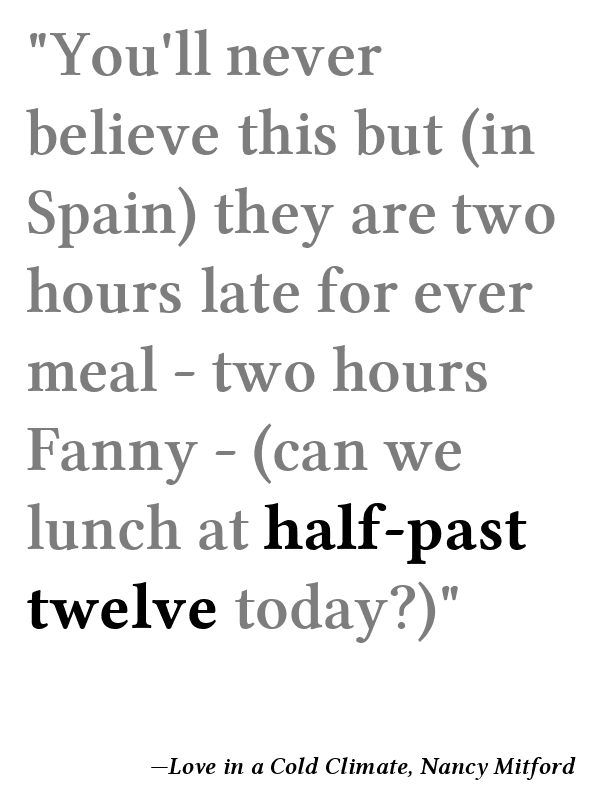 "You'll never
believe this but (in
Spain) they are two
hours late for ever
meal - two hours
Fanny - (can we
lunch at half-past
twelve today?)"
—Love in a Cold Climate, Nancy Mitford